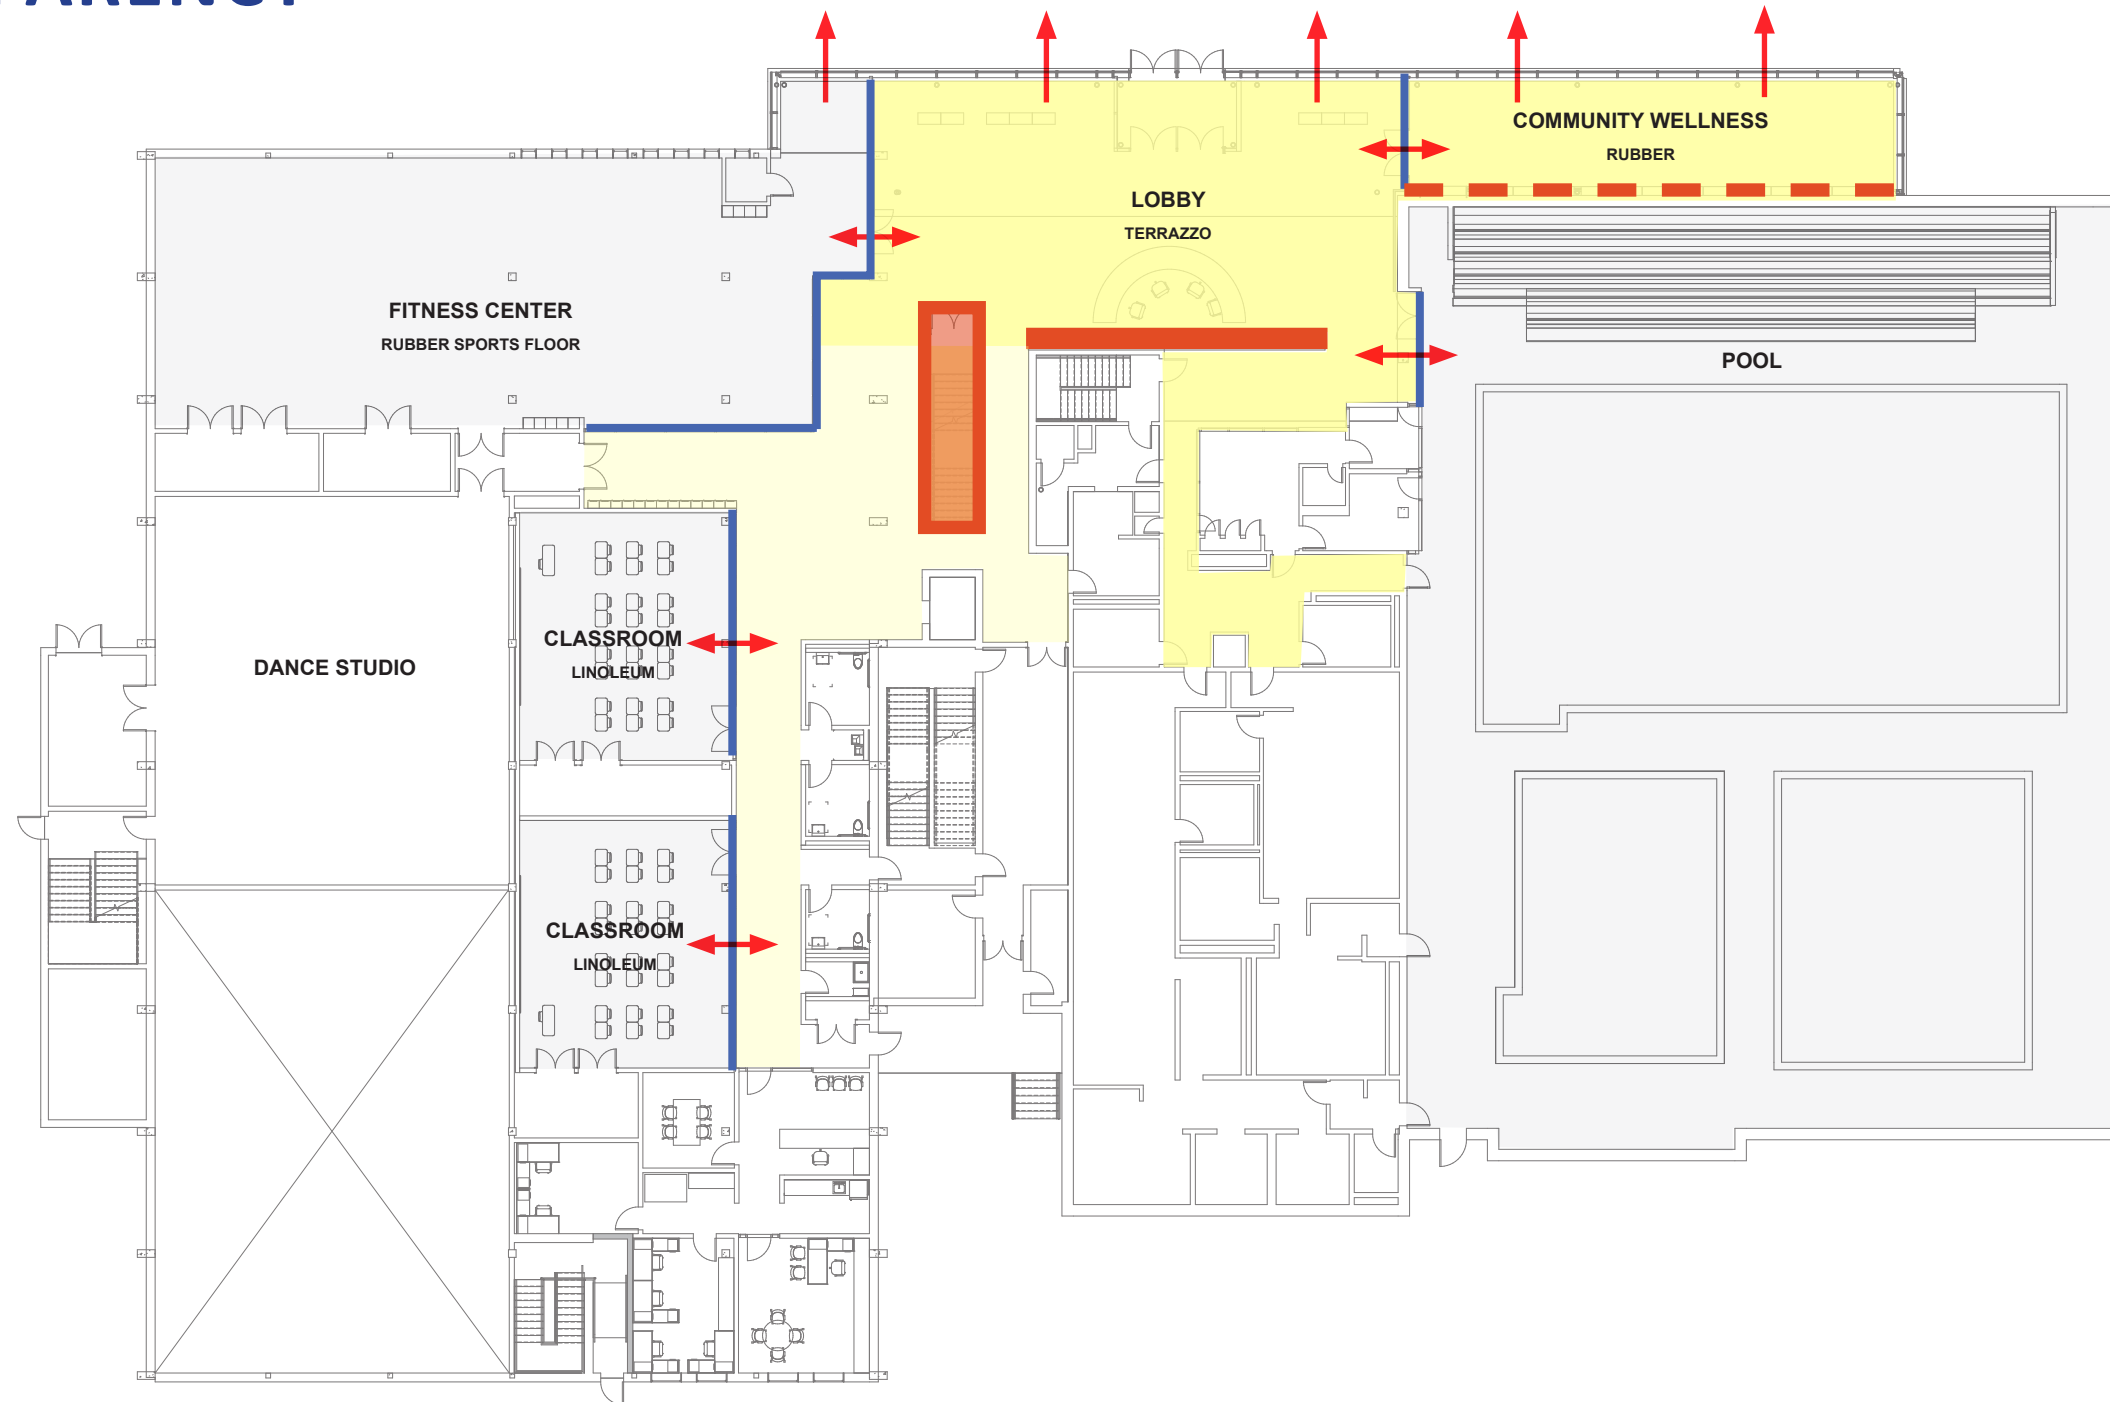 COMMUNITY WELLNESS
RUBBER
LOBBY
TERRAZZO
FITNESS CENTER
RUBBER SPORTS FLOOR
POOL
CLASSROOM
LINOLEUM
DANCE STUDIO
CLASSROOM
LINOLEUM